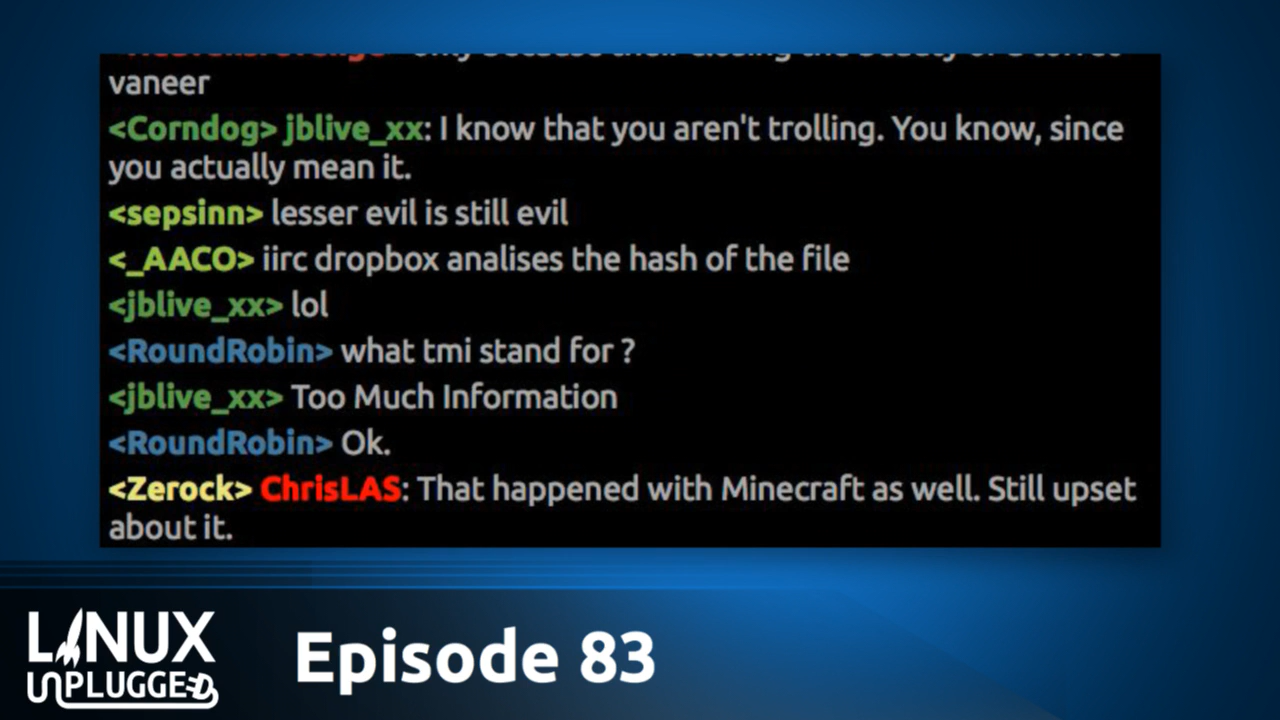 vaneer
<Corndog> jblive_xx: I know that you aren't trolling. You know, since
you actually mean it.
<sepsinn> lesser evil is still evil
<_AACO> iirc dropbox analises the hash of the file
<jblive_xx> lol
<RoundRobin> what tmi stand for ?
<jblive_xx> Too Much Information
<RoundRobin> Ok.
<Zerock> ChrisLAS: That happened with Minecraft as well. Still upset
about it.
LINUX
UNPLUGGED
Episode 83